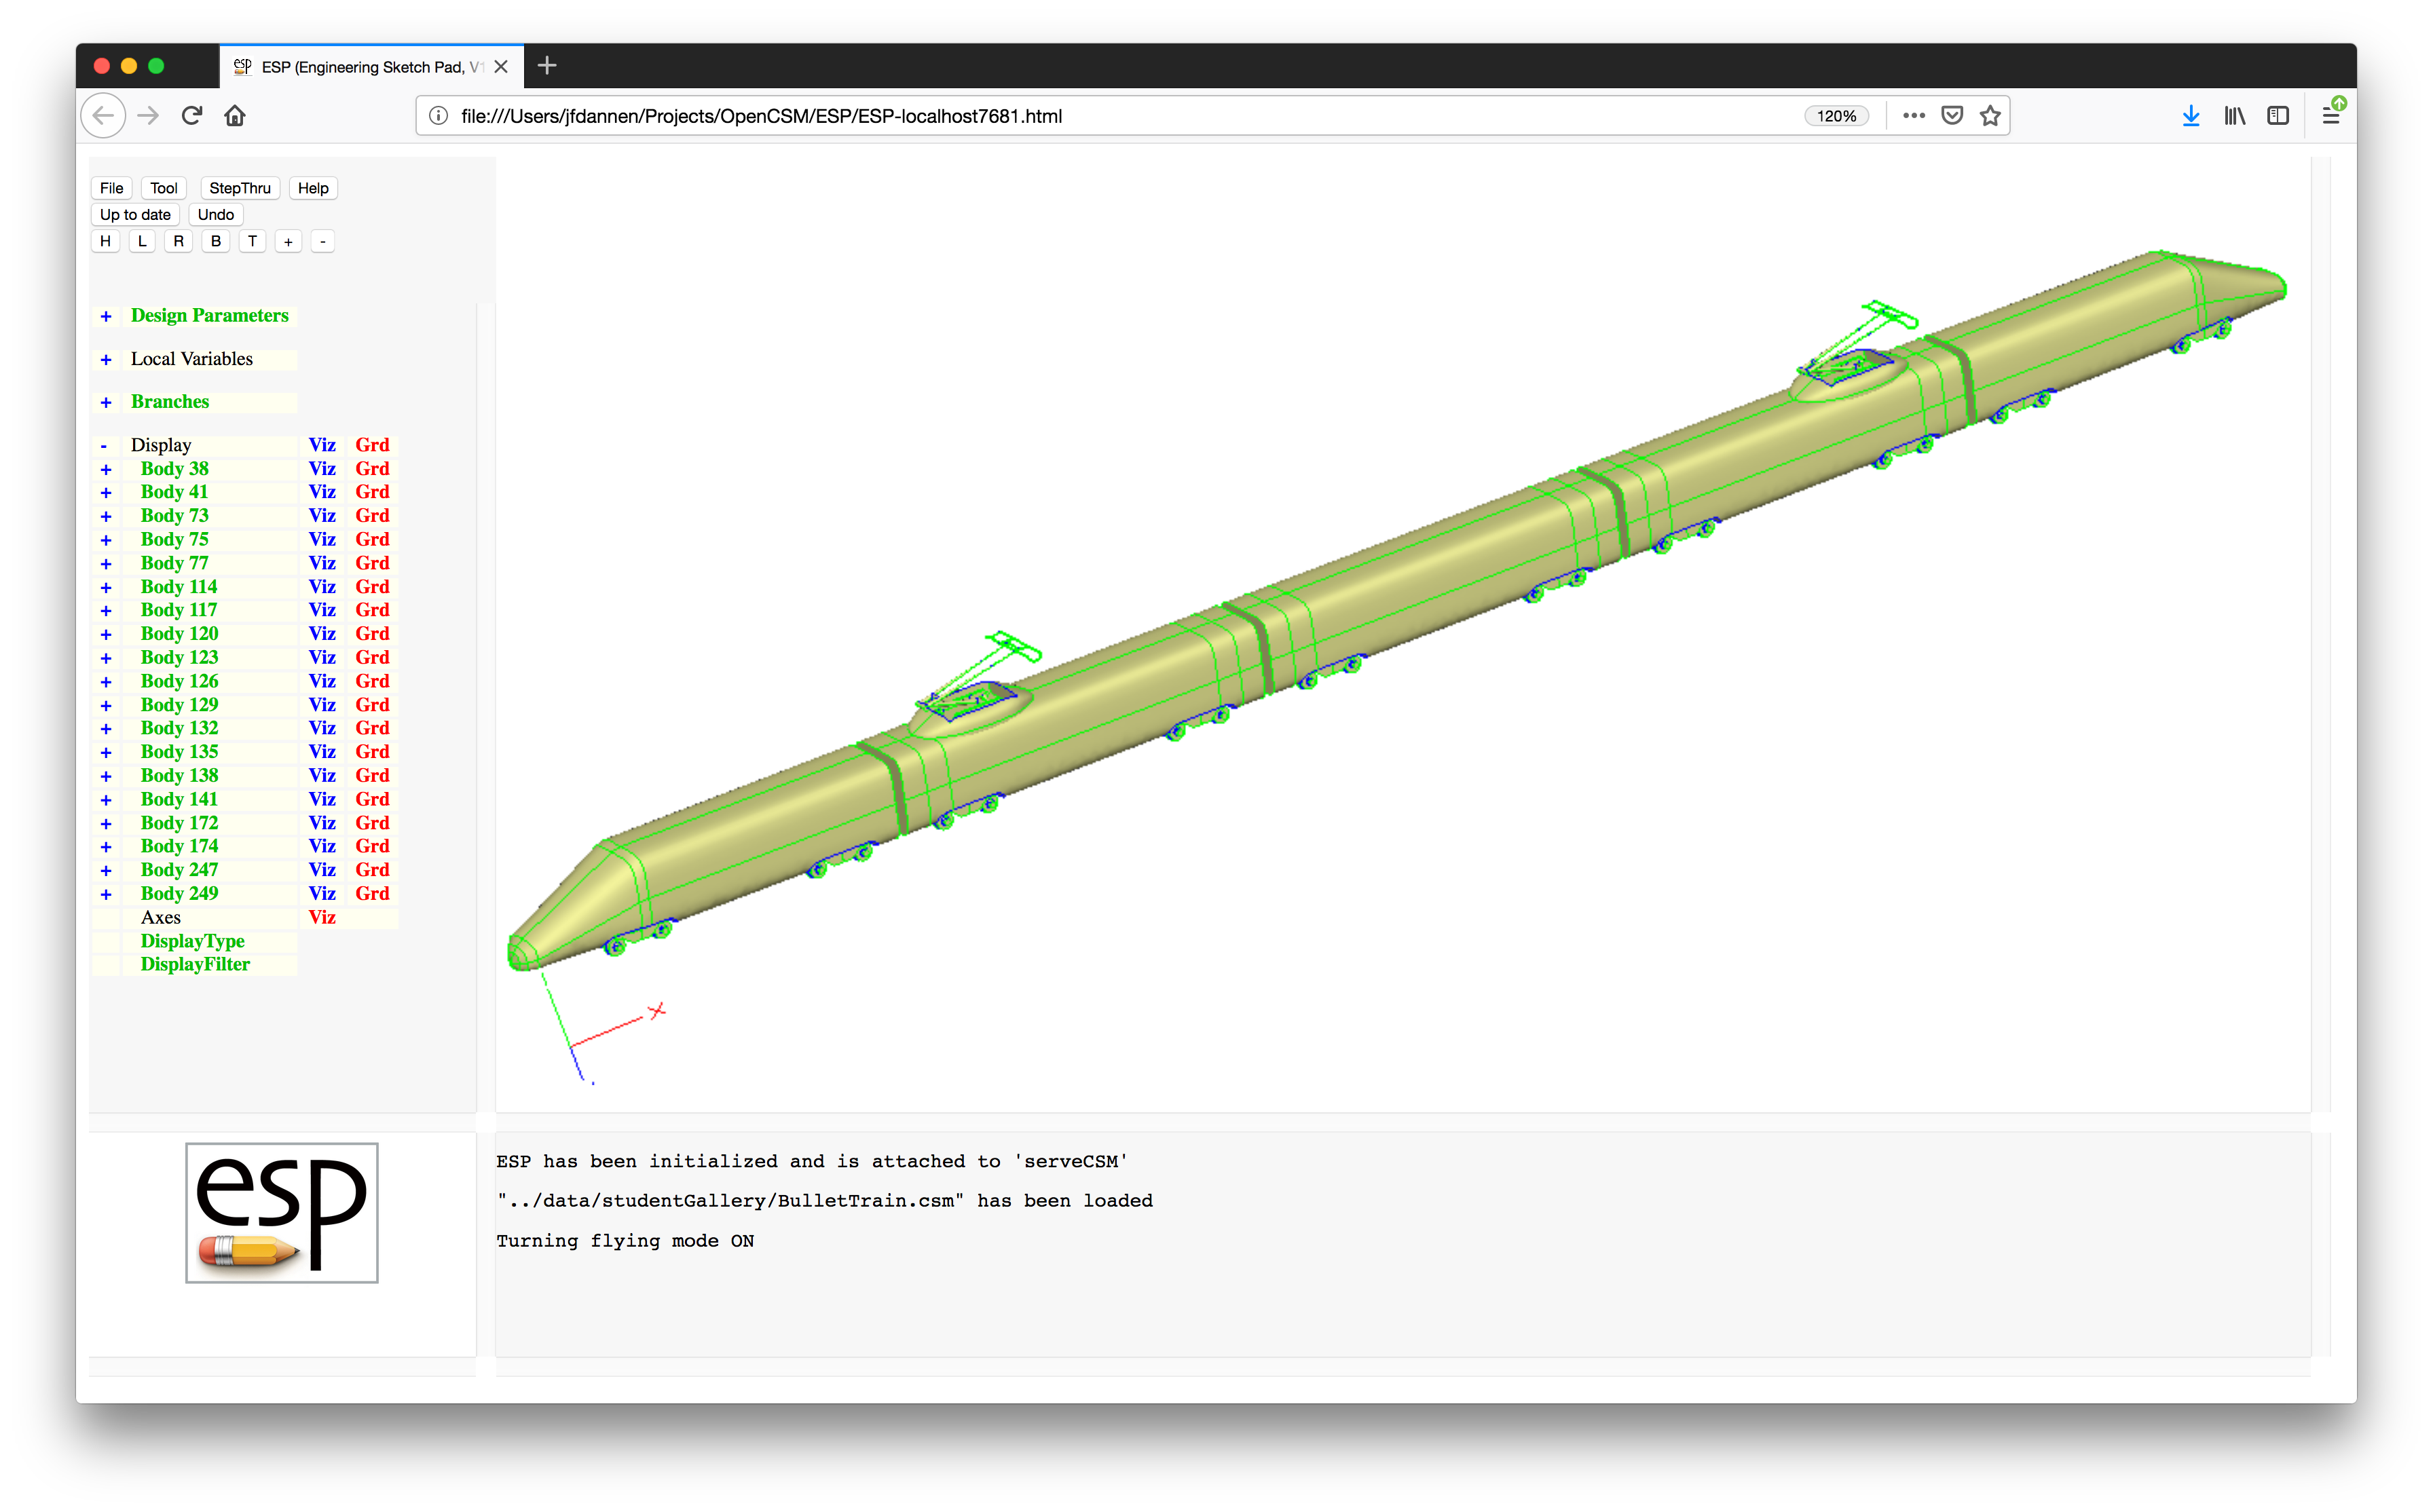 esp ESP (Engineering Sketch Pad, V1
file:///Users/jfdannen/Projects/OpenCSM/ESP/ESP-localhost7681.html 120%
File Tool StepThru Help
Up to date Undo
H L R B T + -
+ Design Parameters
+ Local Variables
+ Branches
- Display Viz Grd
+ Body 38 Viz Grd
+ Body 41 Viz Grd
+ Body 73 Viz Grd
+ Body 75 Viz Grd
+ Body 77 Viz Grd
+ Body 114 Viz Grd
+ Body 117 Viz Grd
+ Body 120 Viz Grd
+ Body 123 Viz Grd
+ Body 126 Viz Grd
+ Body 129 Viz Grd
+ Body 132 Viz Grd
+ Body 135 Viz Grd
+ Body 138 Viz Grd
+ Body 141 Viz Grd
+ Body 172 Viz Grd
+ Body 174 Viz Grd
+ Body 247 Viz Grd
+ Body 249 Viz Grd
Axes Viz
DisplayType
DisplayFilter
X
esp
ESP has been initialized and is attached to 'serveCSM'
"../data/studentGallery/BulletTrain.csm" has been loaded
Turning flying mode ON